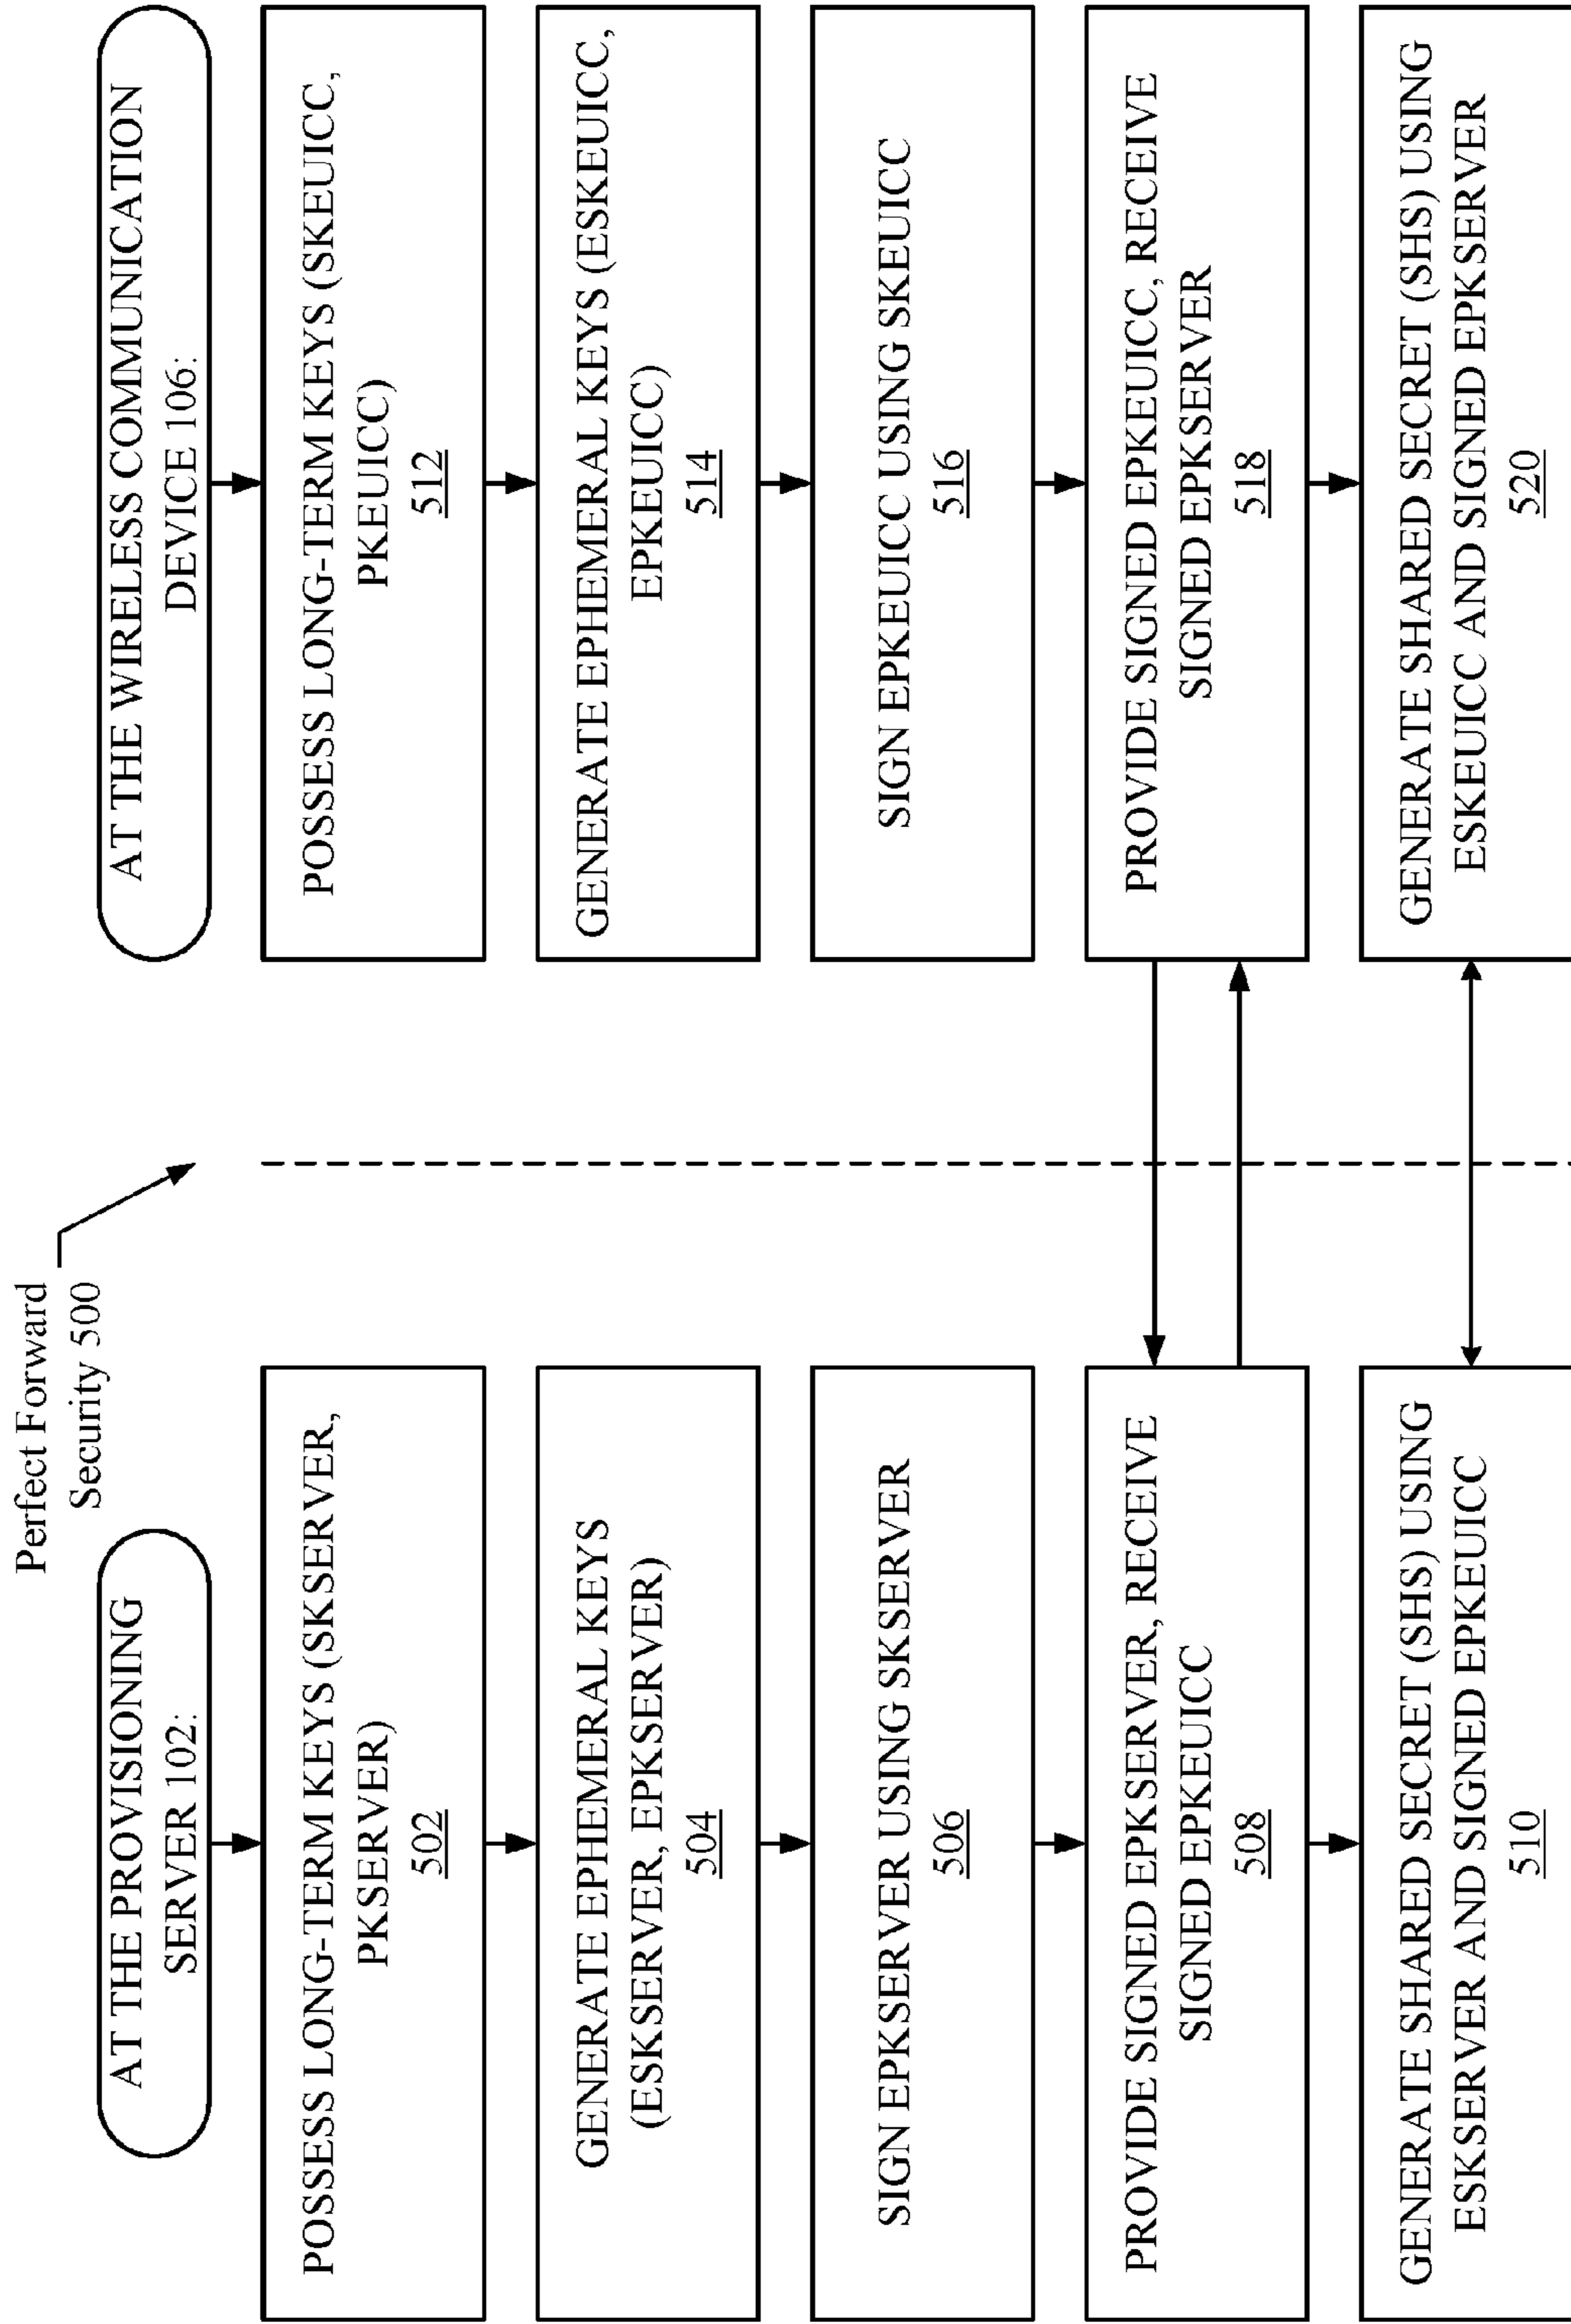 Perfect Forward
Security 500
AT THE PROVISIONING
SERVER 102:
POSSESS LONG-TERM KEYS (SKSERVER,
PKSERVER)
502
GENERATE EPHEMERAL KEYS
(ESKSERVER, EPKSERVER)
504
SIGN EPKSERVER USING SKSERVER
506
PROVIDE SIGNED EPKSERVER, RECEIVE
SIGNED EPKEUICC
508
GENERATE SHARED SECRET (SHS) USING
ESKSERVER AND SIGNED EPKEUICC
510
AT THE WIRELESS COMMUNICATION
DEVICE 106:
POSSESS LONG-TERM KEYS (SKEUICC,
PKEUICC)
512
GENERATE EPHEMERAL KEYS (ESKEUICC,
EPKEUICC)
514
SIGN EPKEUICC USING SKEUICC
516
PROVIDE SIGNED EPKEUICC, RECEIVE
SIGNED EPKSERVER
518
GENERATE SHARED SECRET (SHS) USING
ESKEUICC AND SIGNED EPKSERVER
520